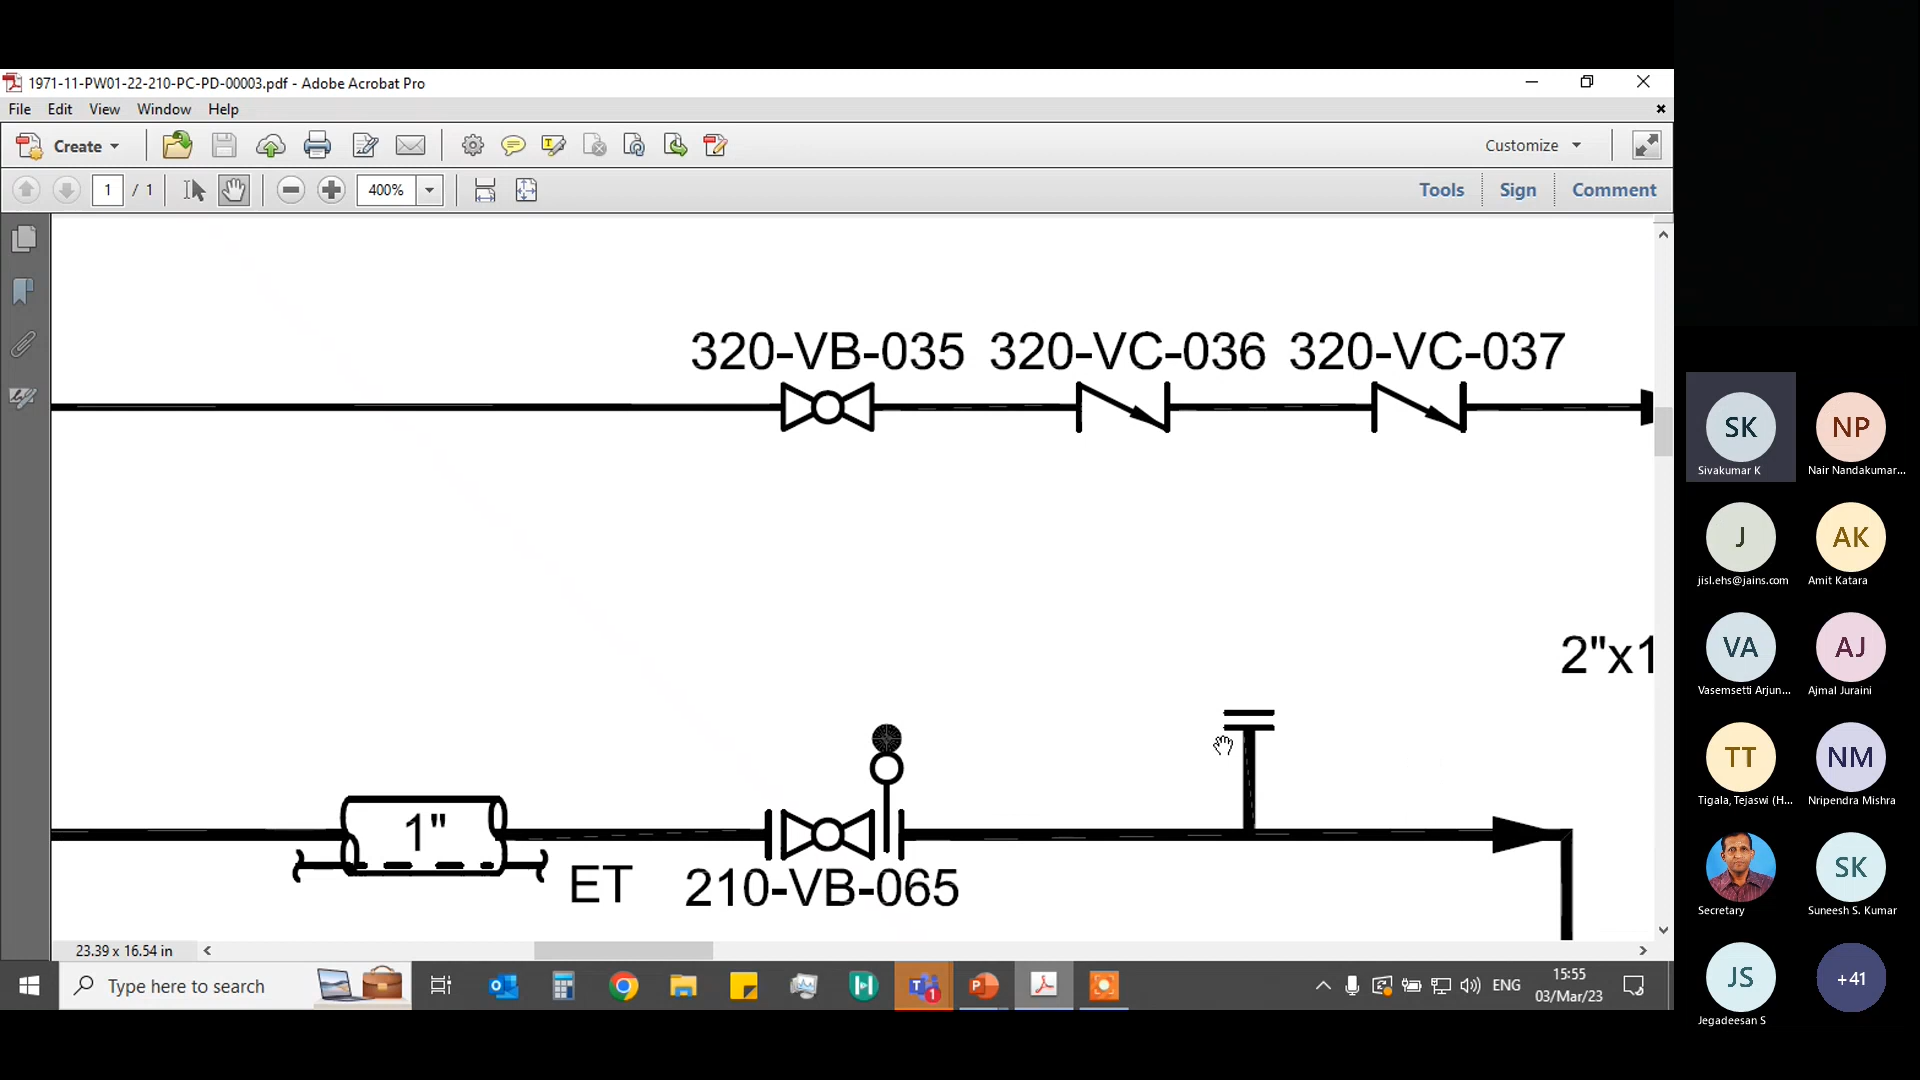 1971-11-PW01-22-210-PC-PD-00003.pdf - Adobe Acrobat Pro
File Edit View Window Help
Create Customize
1 / 1 400% Tools Sign Comment
320-VB-035 320-VC-036 320-VC-037
2"x1
1"
ET 210-VB-065
23.39 x 16.54 in
Type here to search
T 1 P H ENG
15:55
03/Mar/23
SK NP
Sivakumar K Nair Nandakumar...
J AK
jisl.ehs@jains.com Amit Katara
VA AJ
Vasemsetti Arjun... Ajmal Juraini
TT NM
Tigala, Tejaswi (H... Nripendra Mishra
SK
Secretary Suneesh S. Kumar
JS +41
Jegadeesan S